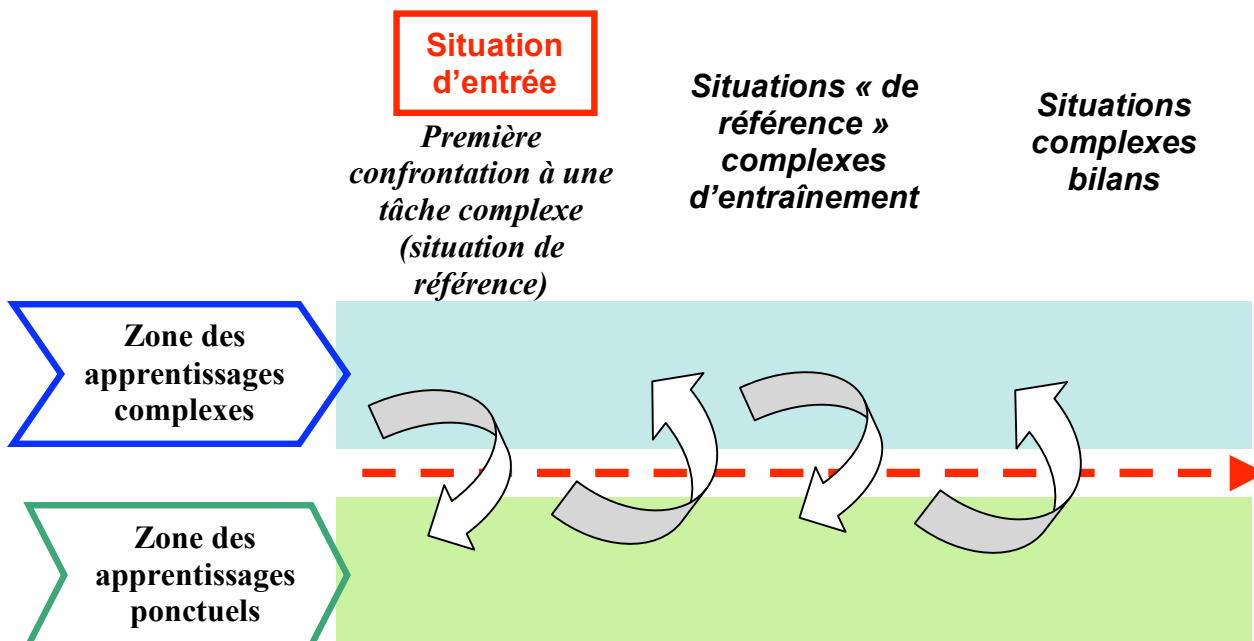 Situation
d'entrée
Première
confrontation à une
tâche complexe
(situation de
référence)
Situations « de
référence »
complexes
d'entraînement
Situations
complexes
bilans
Zone des
apprentissages
complexes
Zone des
apprentissages
ponctuels